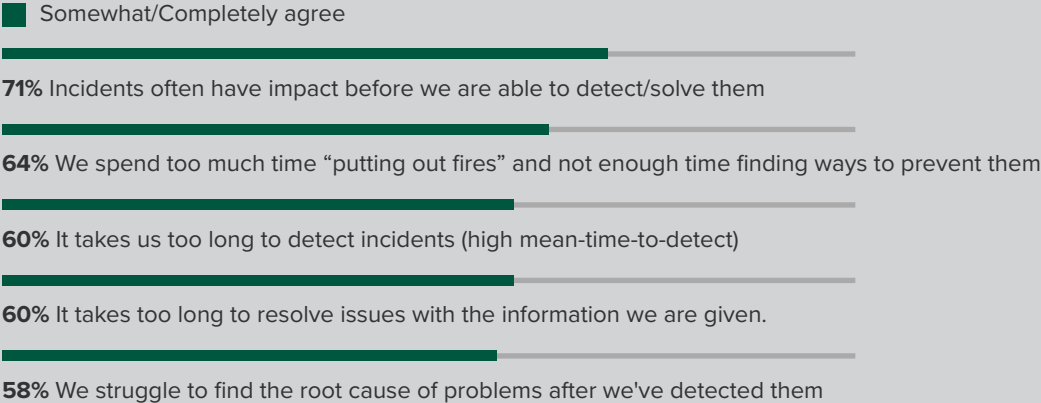 Somewhat/Completely agree
71% Incidents often have impact before we are able to detect/solve them
64% We spend too much time “putting out fires” and not enough time finding ways to prevent them
60% It takes us too long to detect incidents (high mean-time-to-detect)
60% It takes too long to resolve issues with the information we are given.
58% We struggle to find the root cause of problems after we've detected them